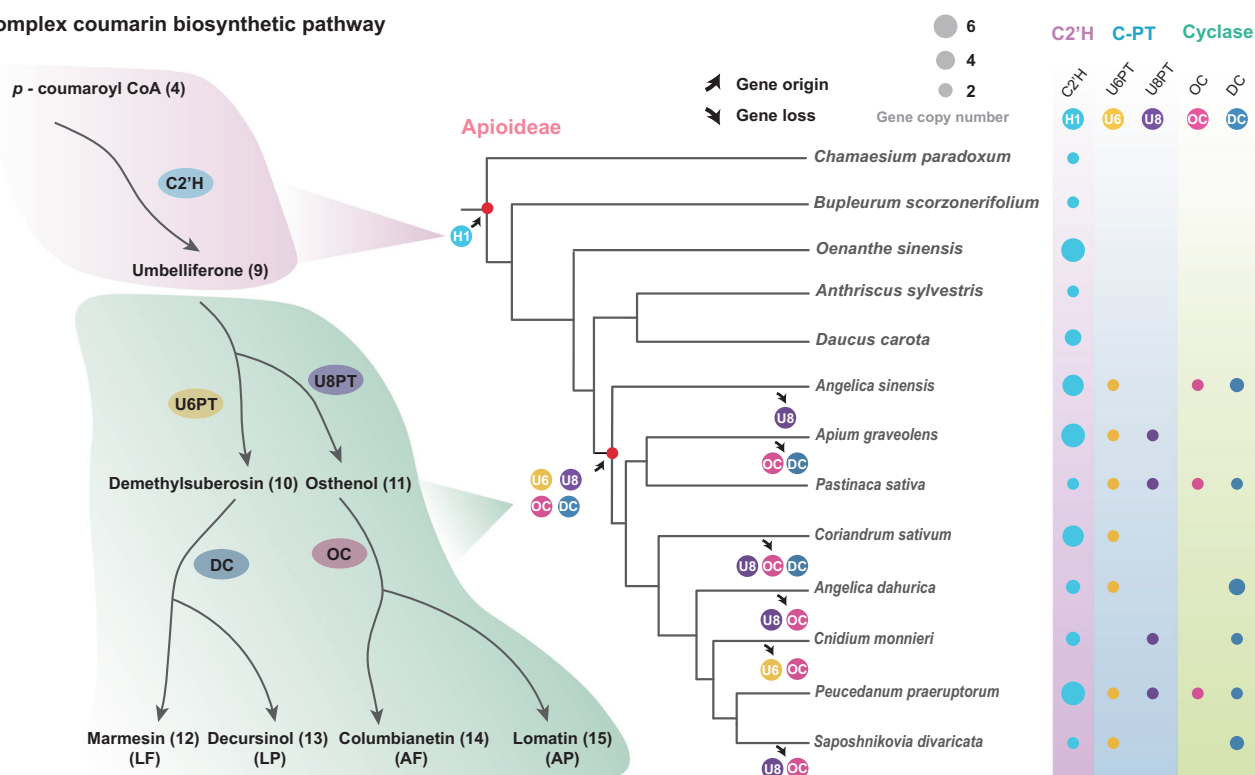 omplex coumarin biosynthetic pathway
p - coumaroyl CoA (4)
C2'H
Umbelliferone (9)
U6PT
U8PT
Demethylsuberosin (10)
Osthenol (11)
DC
OC
Marmesin (12)
(LF)
Decursinol (13)
(LP)
Columbianetin (14)
(AF)
Lomatin (15)
(AP)
Apioideae
Gene origin
Gene loss
6
4
2
Gene copy number
H1
U6 U8
OC DC
Chamaesium paradoxum
Bupleurum scorzonerifolium
Oenanthe sinensis
Anthriscus sylvestris
Daucus carota
Angelica sinensis
U8
Apium graveolens
OC DC
Pastinaca sativa
Coriandrum sativum
U8 OC DC
Angelica dahurica
U8 OC
Cnidium monnieri
U6 OC
Peucedanum praeruptorum
Saposhnikovia divaricata
U8 OC
C2'H C-PT Cyclase
C2'H U6PT U8PT OC DC
H1 U6 U8 OC DC